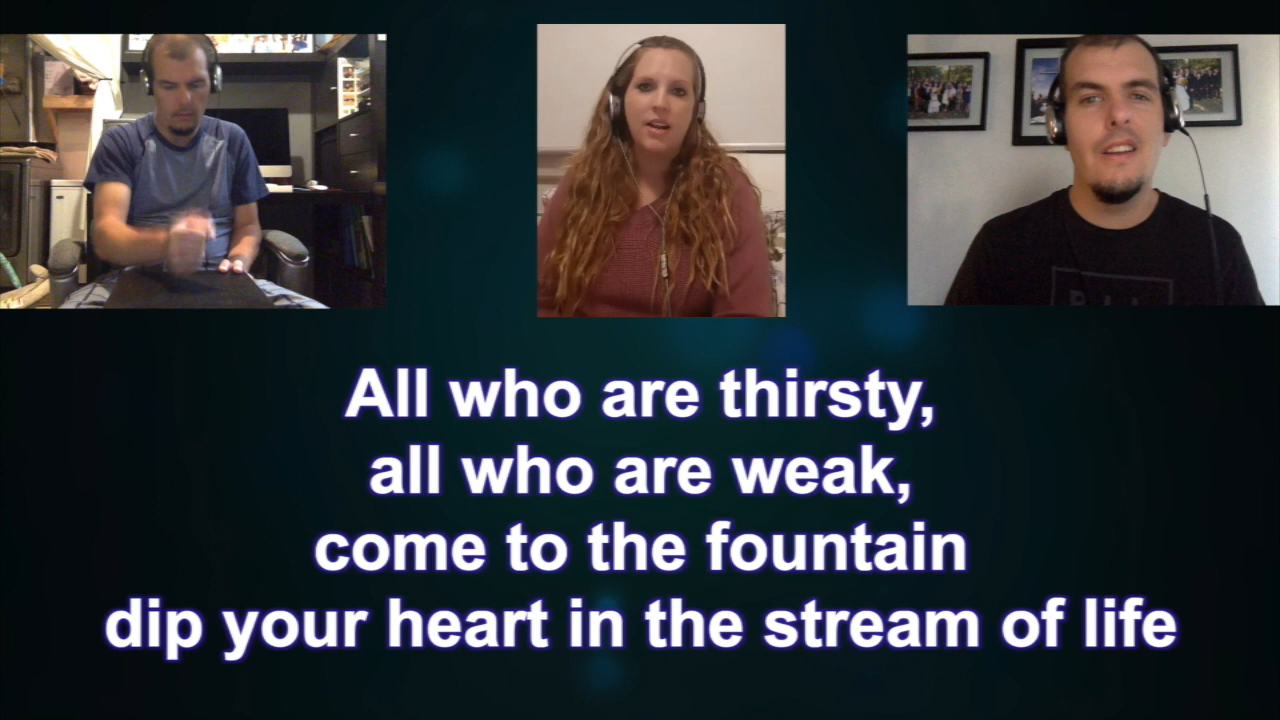 All who are thirsty,
all who are weak,
come to the fountain
dip your heart in the stream of life